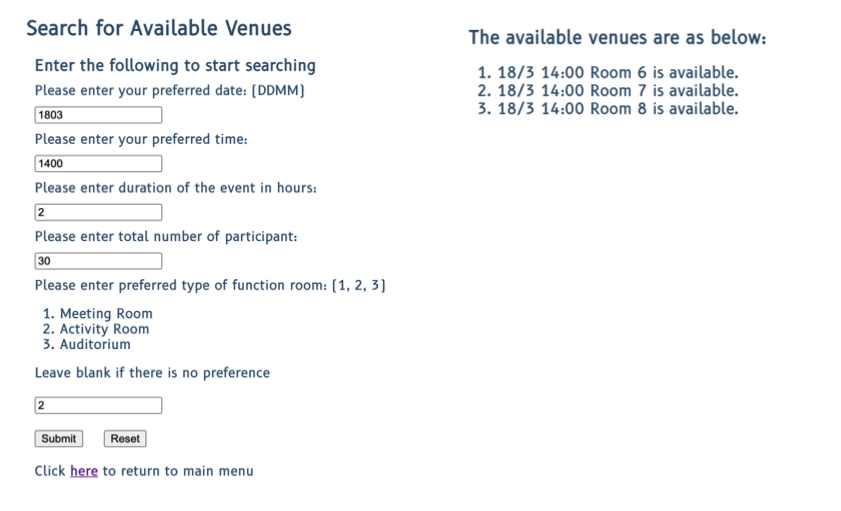 Search for Available Venues
Enter the following to start searching
Please enter your preferred date: (DDMM)
1803
Please enter your preferred time:
1400
Please enter duration of the event in hours:
2
Please enter total number of participant:
30
Please enter preferred type of function room: (1, 2, 3)
1. Meeting Room
2. Activity Room
3. Auditorium
Leave blank if there is no preference
2
Submit Reset
Click here to return to main menu
The available venues are as below:
1. 18/3 14:00 Room 6 is available.
2. 18/3 14:00 Room 7 is available.
3. 18/3 14:00 Room 8 is available.